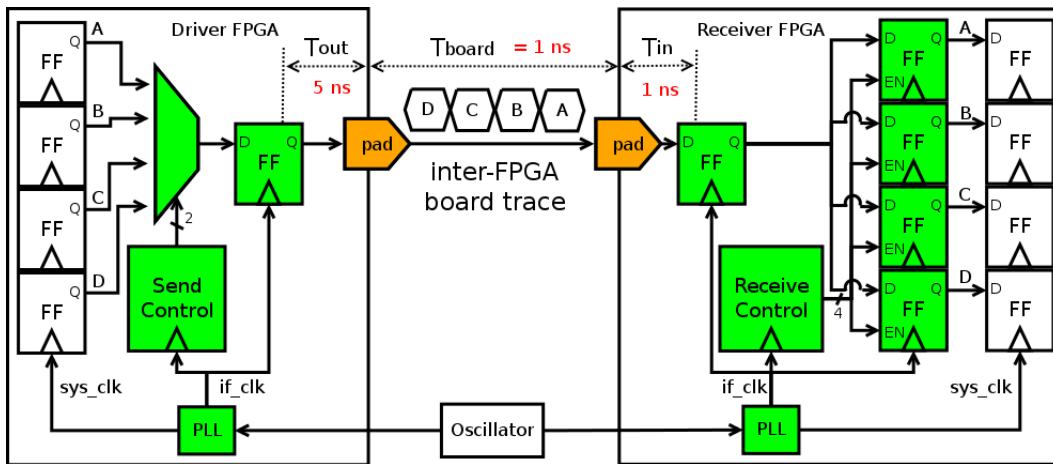 Driver FPGA
A
Q
FF
B
Q
FF
C
Q
FF
D
Q
FF
2
Send
Control
D
Q
FF
Tout
5 ns
pad
sys_clk
if_clk
PLL
Tboard = 1 ns
D C B A
inter-FPGA
board trace
Oscillator
Receiver FPGA
Tin
1 ns
pad
D
Q
FF
Receive
Control
4
if_clk
PLL
sys_clk
D
Q
FF
EN
A
D
FF
D
Q
FF
EN
B
D
FF
D
Q
FF
EN
C
D
FF
D
Q
FF
EN
D
D
FF